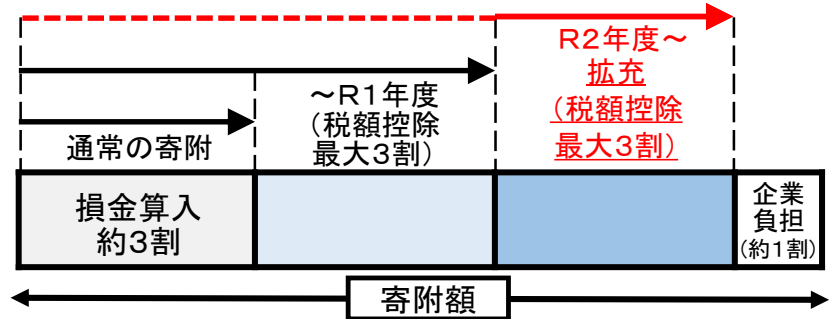 R2年度～
拡充
（税額控除
最大３割）
～R１年度
（税額控除
最大３割）
通常の寄附
損金算入
約３割
企業
負担
(約１割)
寄附額